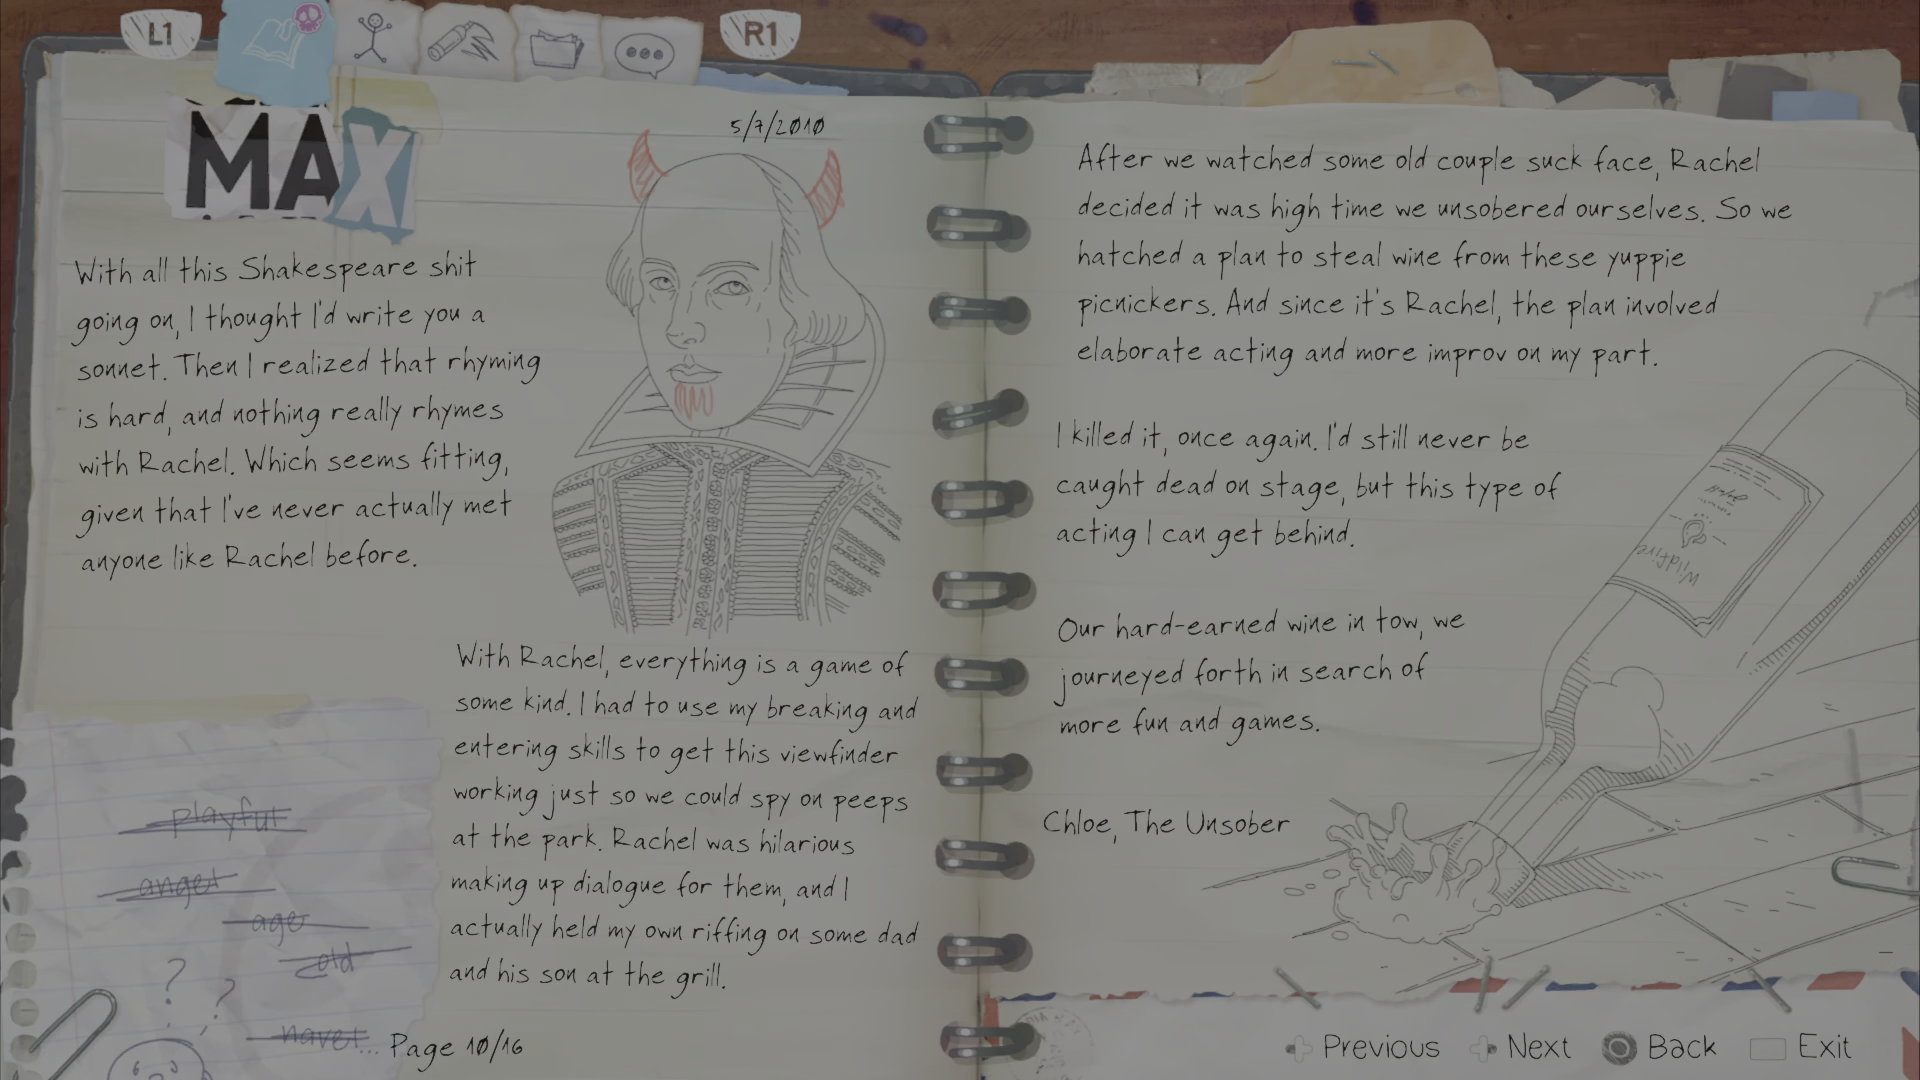 L1
R1
MAX
5/7/2010
With all this Shakespeare shit
going on, I thought I'd write you a
sonnet. Then I realized that rhyming
is hard, and nothing really rhymes
with Rachel. Which seems fitting,
given that I've never actually met
anyone like Rachel before.
With Rachel, everything is a game of
some kind. I had to use my breaking and
entering skills to get this viewfinder
working just so we could spy on peeps
at the park. Rachel was hilarious
making up dialogue for them, and I
actually held my own riffing on some dad
and his son at the grill.
playful
angel
age
old
? ?
Page 10/16
After we watched some old couple suck face, Rachel
decided it was high time we unsobered ourselves. So we
hatched a plan to steal wine from these yuppie
picnickers. And since it's Rachel, the plan involved
elaborate acting and more improv on my part.
I killed it, once again. I'd still never be
caught dead on stage, but this type of
acting I can get behind.
Our hard-earned wine in tow, we
journeyed forth in search of
more fun and games.
Chloe, The Unsober
Wildfire
Previous Next Back Exit